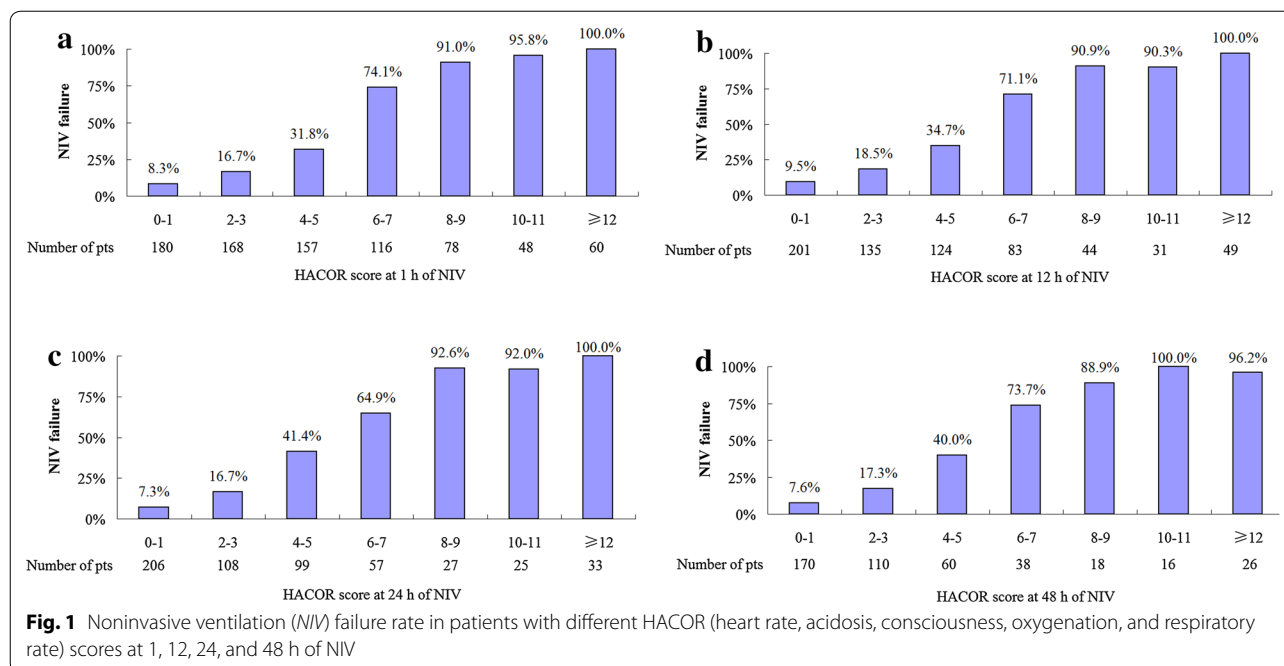 a
100%
75%
50%
25%
0%
NIV failure
8.3% 16.7% 31.8% 74.1% 91.0% 95.8% 100.0%
0-1 2-3 4-5 6-7 8-9 10-11 ≥12
Number of pts 180 168 157 116 78 48 60
HACOR score at 1 h of NIV
b
100%
75%
50%
25%
0%
NIV failure
9.5% 18.5% 34.7% 71.1% 90.9% 90.3% 100.0%
0-1 2-3 4-5 6-7 8-9 10-11 ≥12
Number of pts 201 135 124 83 44 31 49
HACOR score at 12 h of NIV
c
100%
75%
50%
25%
0%
NIV failure
7.3% 16.7% 41.4% 64.9% 92.6% 92.0% 100.0%
0-1 2-3 4-5 6-7 8-9 10-11 ≥12
Number of pts 206 108 99 57 27 25 33
HACOR score at 24 h of NIV
d
100%
75%
50%
25%
0%
NIV failure
7.6% 17.3% 40.0% 73.7% 88.9% 100.0% 96.2%
0-1 2-3 4-5 6-7 8-9 10-11 ≥12
Number of pts 170 110 60 38 18 16 26
HACOR score at 48 h of NIV
Fig. 1 Noninvasive ventilation (NIV) failure rate in patients with different HACOR (heart rate, acidosis, consciousness, oxygenation, and respiratory
rate) scores at 1, 12, 24, and 48 h of NIV